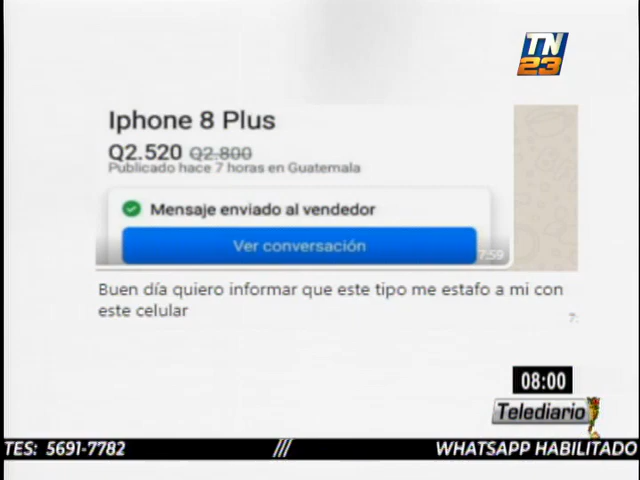 TN
23
Iphone 8 Plus
Q2.520 Q2.800
Publicado hace 7 horas en Guatemala
Mensaje enviado al vendedor
Ver conversación
7:59
Buen día quiero informar que este tipo me estafo a mi con
este celular
7:
08:00
Telediario
TES: 5691-7782 /// WHATSAPP HABILITADO